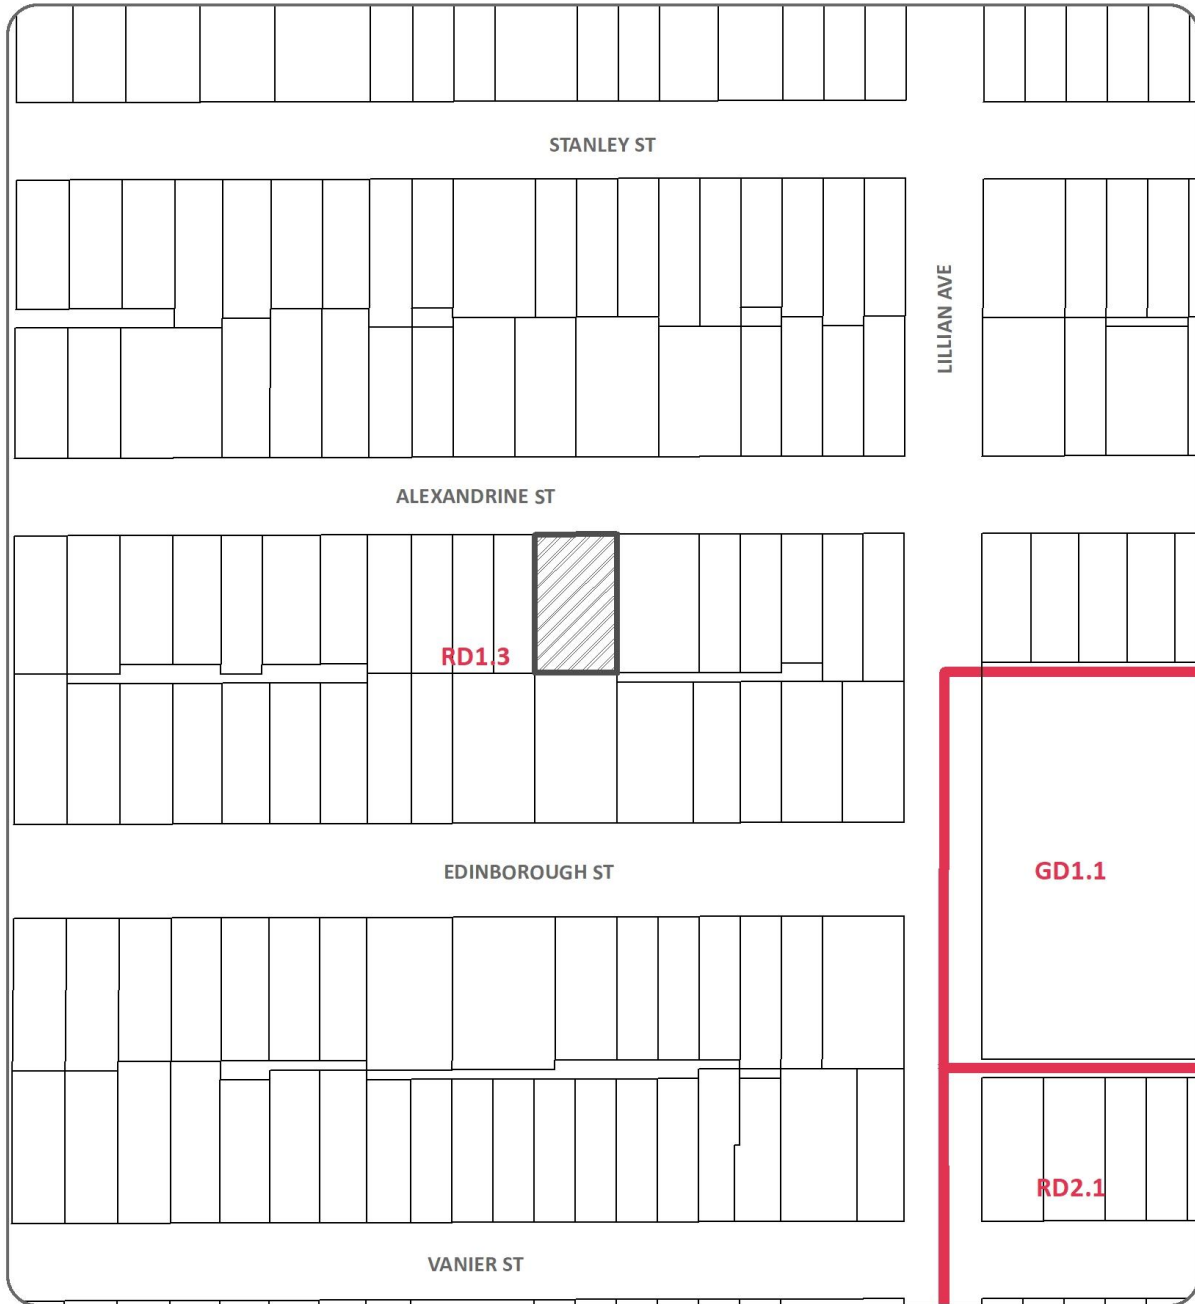 STANLEY ST
LILLIAN AVE
ALEXANDRINE ST
RD1.3
EDINBOROUGH ST
GD1.1
RD2.1
VANIER ST